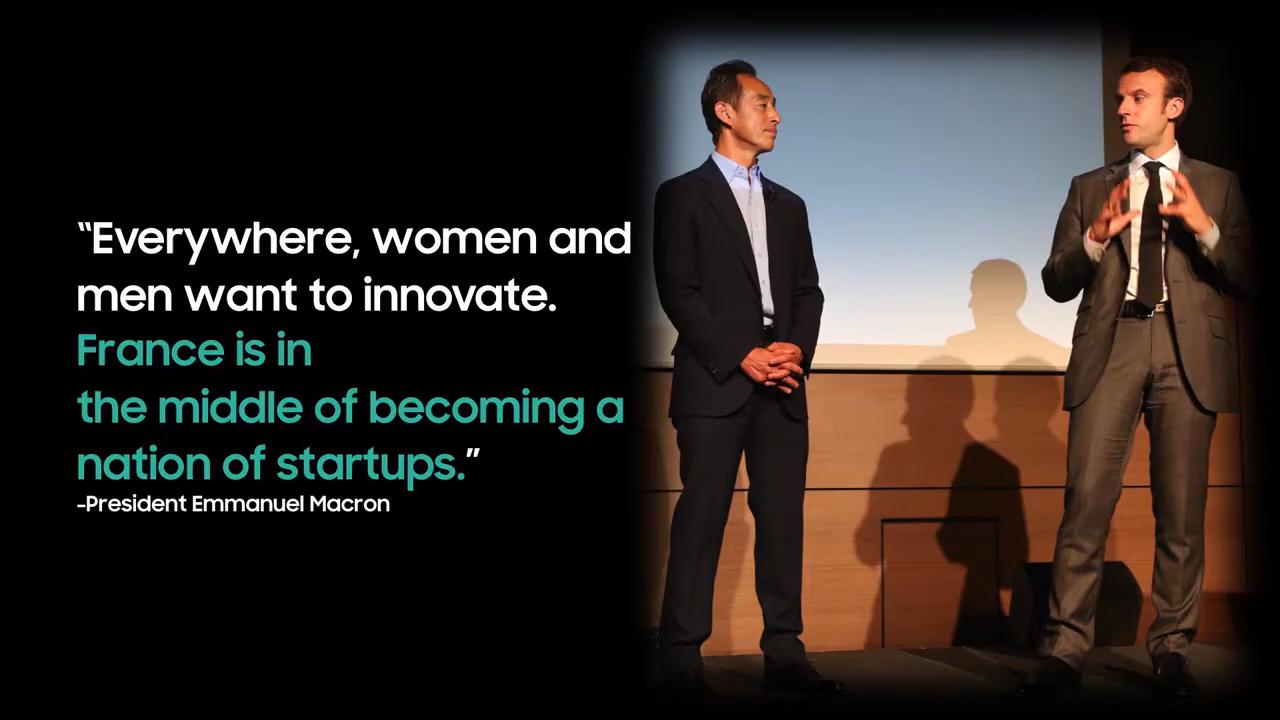 “Everywhere, women and
men want to innovate.
France is in
the middle of becoming a
nation of startups.”
-President Emmanuel Macron